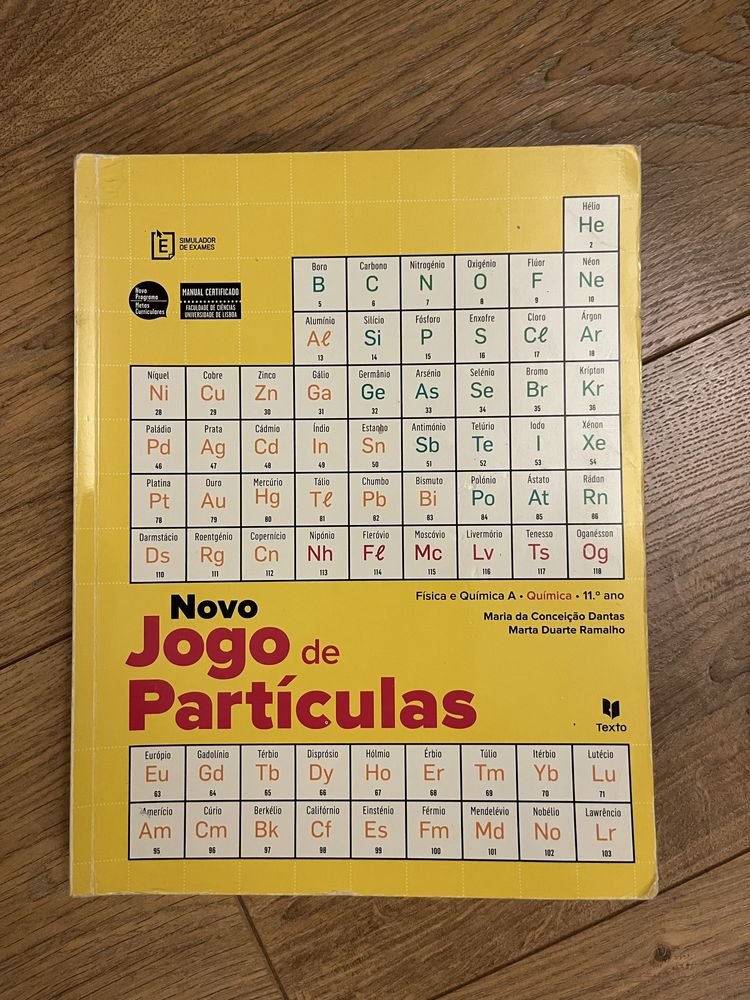 Hélio
He
2
E SIMULADOR
DE EXAMES
Novo
Programa
Metas
Curriculares
MANUAL CERTIFICADO
FACULDADE DE CIÊNCIAS
UNIVERSIDADE DE LISBOA
Boro Carbono Nitrogénio Oxigénio Flúor Néon
B C N O F Ne
5 6 7 8 9 10
Alumínio Silício Fósforo Enxofre Cloro Árgon
Aℓ Si P S Cℓ Ar
13 14 15 16 17 18
Níquel Cobre Zinco Gálio Germânio Arsénio Selénio Bromo Krípton
Ni Cu Zn Ga Ge As Se Br Kr
28 29 30 31 32 33 34 35 36
Paládio Prata Cádmio Índio Estanho Antimónio Telúrio Iodo Xénon
Pd Ag Cd In Sn Sb Te I Xe
46 47 48 49 50 51 52 53 54
Platina Ouro Mercúrio Tálio Chumbo Bismuto Polónio Ástato Rádon
Pt Au Hg Tℓ Pb Bi Po At Rn
78 79 80 81 82 83 84 85 86
Darmstácio Roentgénio Copernício Nipónio Fleróvio Moscóvio Livermório Tenesso Oganésson
Ds Rg Cn Nh Fℓ Mc Lv Ts Og
110 111 112 113 114 115 116 117 118
Física e Química A • Química • 11.º ano
Maria da Conceição Dantas
Marta Duarte Ramalho
Novo
Jogo de
Partículas
Texto
Európio Gadolínio Térbio Disprósio Hólmio Érbio Túlio Itérbio Lutécio
Eu Gd Tb Dy Ho Er Tm Yb Lu
63 64 65 66 67 68 69 70 71
Amerício Cúrio Berkélio Califórnio Einsténio Férmio Mendelévio Nobélio Lawrêncio
Am Cm Bk Cf Es Fm Md No Lr
95 96 97 98 99 100 101 102 103